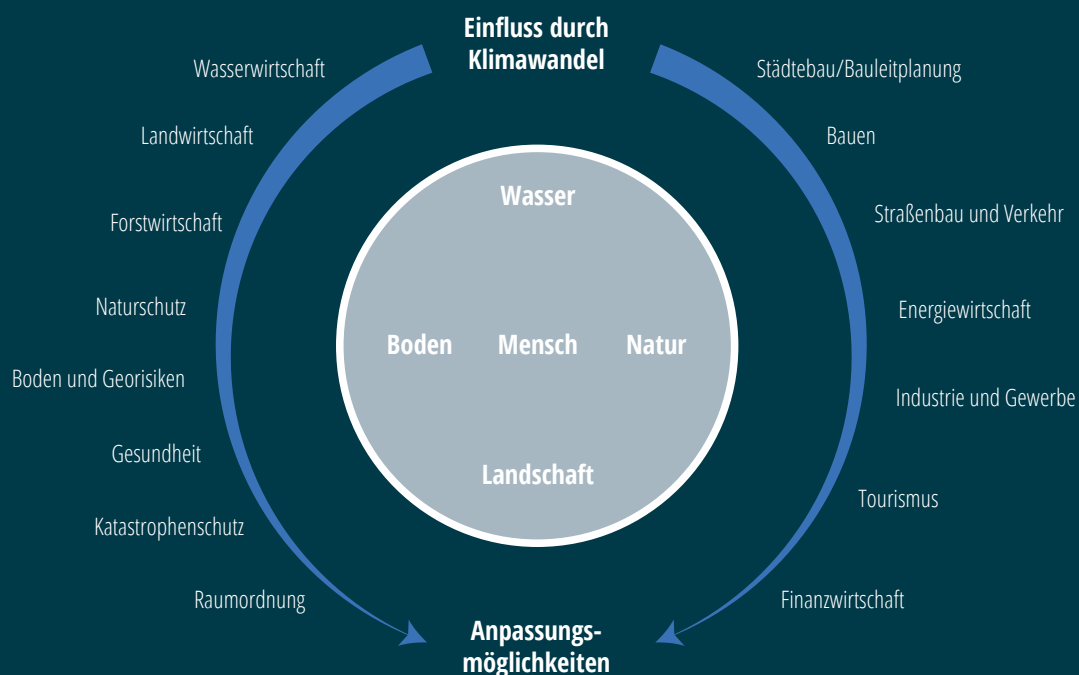 Einfluss durch
Klimawandel
Wasserwirtschaft
Landwirtschaft
Forstwirtschaft
Naturschutz
Boden und Georisiken
Gesundheit
Katastrophenschutz
Raumordnung
Wasser
Boden Mensch Natur
Landschaft
Städtebau/Bauleitplanung
Bauen
Straßenbau und Verkehr
Energiewirtschaft
Industrie und Gewerbe
Tourismus
Finanzwirtschaft
Anpassungs-
möglichkeiten